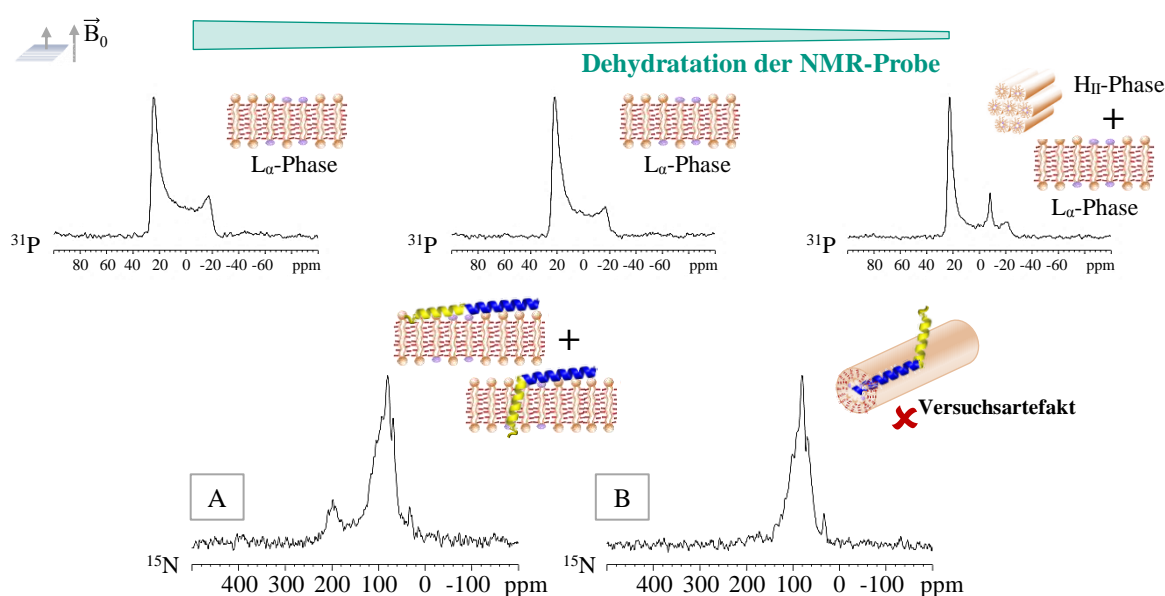 B⃗₀
Dehydratation der NMR-Probe
Lα-Phase
Lα-Phase
HII-Phase
+
Lα-Phase
³¹P
80 60 40 20 0 -20 -40 -60 ppm
³¹P
80 60 40 20 0 -20 -40 -60 ppm
³¹P
80 60 40 20 0 -20 -40 -60 ppm
+
Versuchsartefakt
A
B
¹⁵N
400 300 200 100 0 -100 ppm
¹⁵N
400 300 200 100 0 -100 ppm